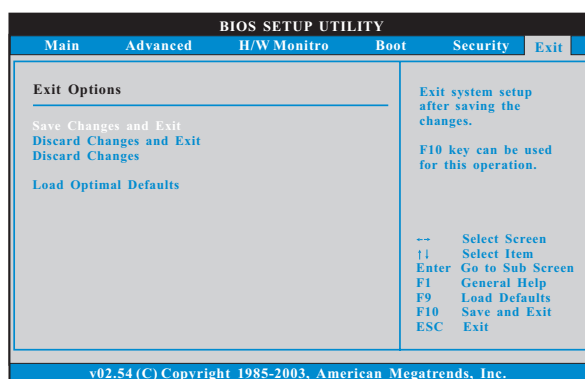 BIOS SETUP UTILITY
Main Advanced H/W Monitro Boot Security Exit
Exit Options
Save Changes and Exit
Discard Changes and Exit
Discard Changes
Load Optimal Defaults
Exit system setup
after saving the
changes.
F10 key can be used
for this operation.
←→ Select Screen
↑↓ Select Item
Enter Go to Sub Screen
F1 General Help
F9 Load Defaults
F10 Save and Exit
ESC Exit
v02.54 (C) Copyright 1985-2003, American Megatrends, Inc.